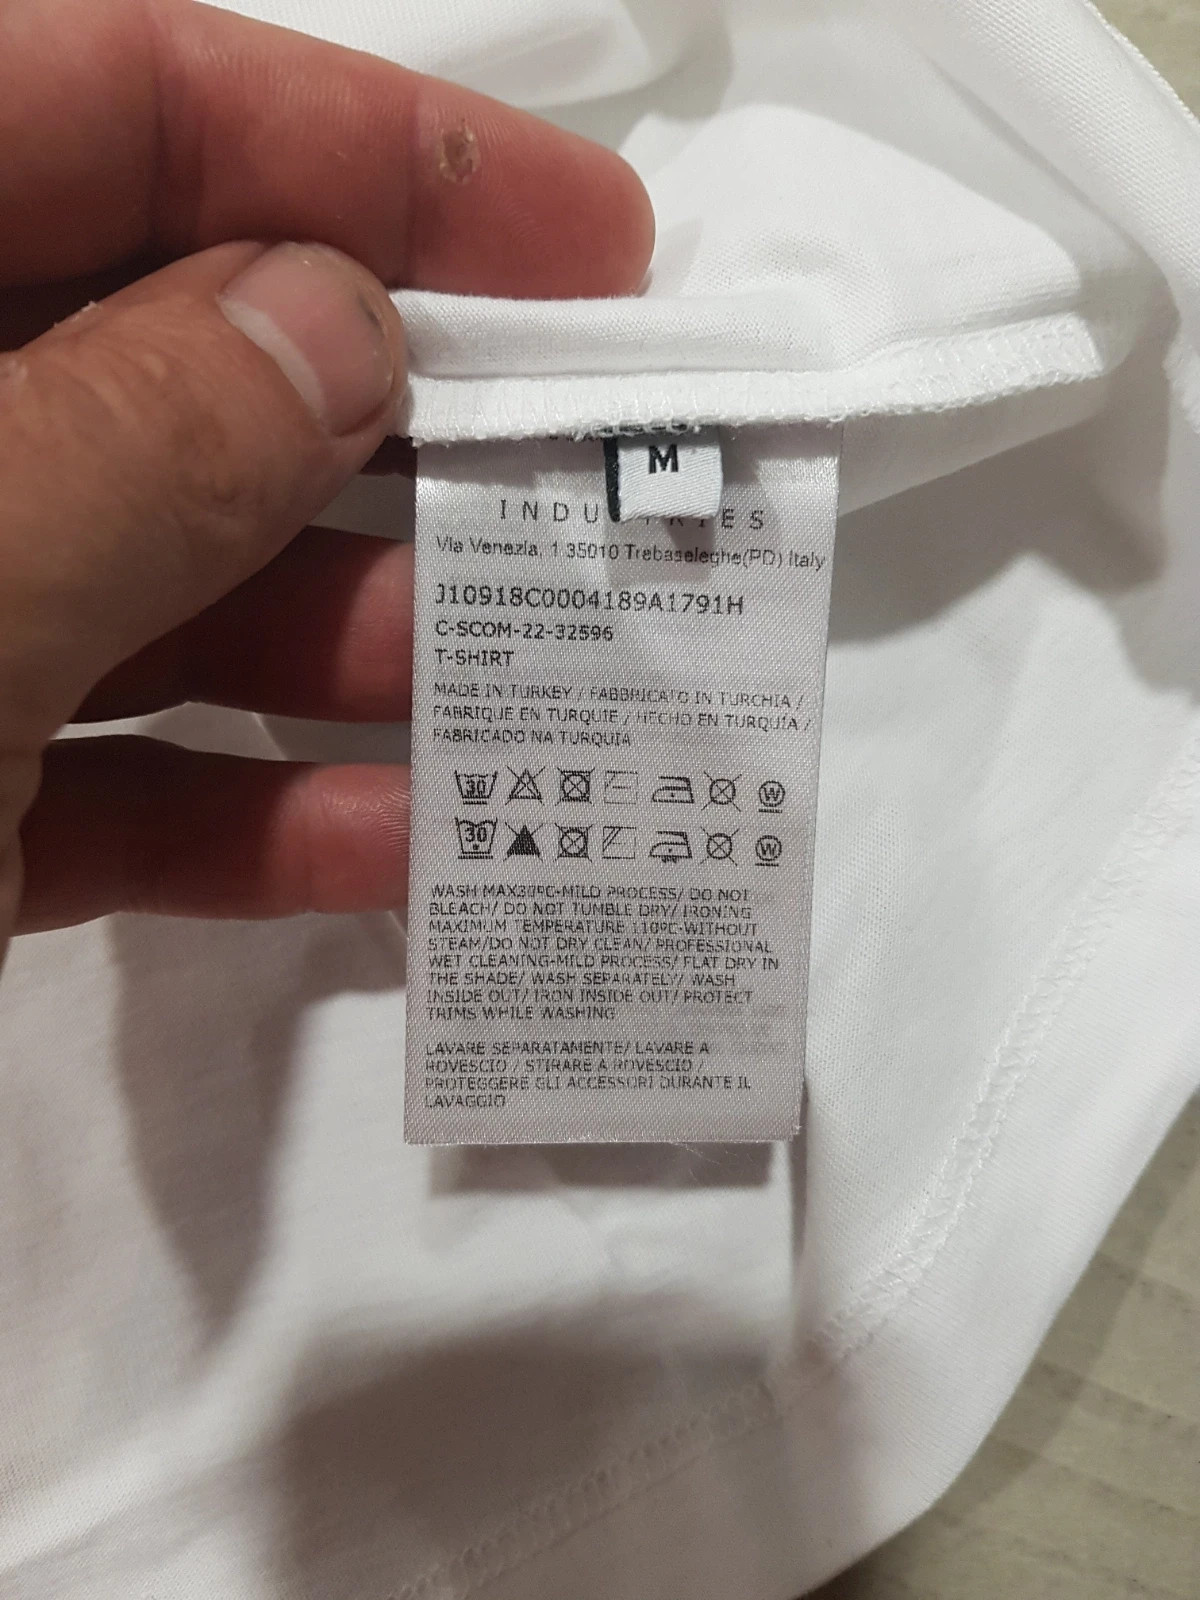 M
INDUSTRIES
Via Venezia, 1 35010 Trebaseleghe(PD) Italy
J10918C0004189A1791H
C-SCOM-22-32596
T-SHIRT
MADE IN TURKEY / FABBRICATO IN TURCHIA /
FABRIQUE EN TURQUIE / HECHO EN TURQUÍA /
FABRICADO NA TURQUIA
30 W
30 W
WASH MAX30ºC-MILD PROCESS/ DO NOT
BLEACH/ DO NOT TUMBLE DRY/ IRONING
MAXIMUM TEMPERATURE 110ºC-WITHOUT
STEAM/DO NOT DRY CLEAN/ PROFESSIONAL
WET CLEANING-MILD PROCESS/ FLAT DRY IN
THE SHADE/ WASH SEPARATELY/ WASH
INSIDE OUT/ IRON INSIDE OUT/ PROTECT
TRIMS WHILE WASHING
LAVARE SEPARATAMENTE/ LAVARE A
ROVESCIO / STIRARE A ROVESCIO /
PROTEGGERE GLI ACCESSORI DURANTE IL
LAVAGGIO